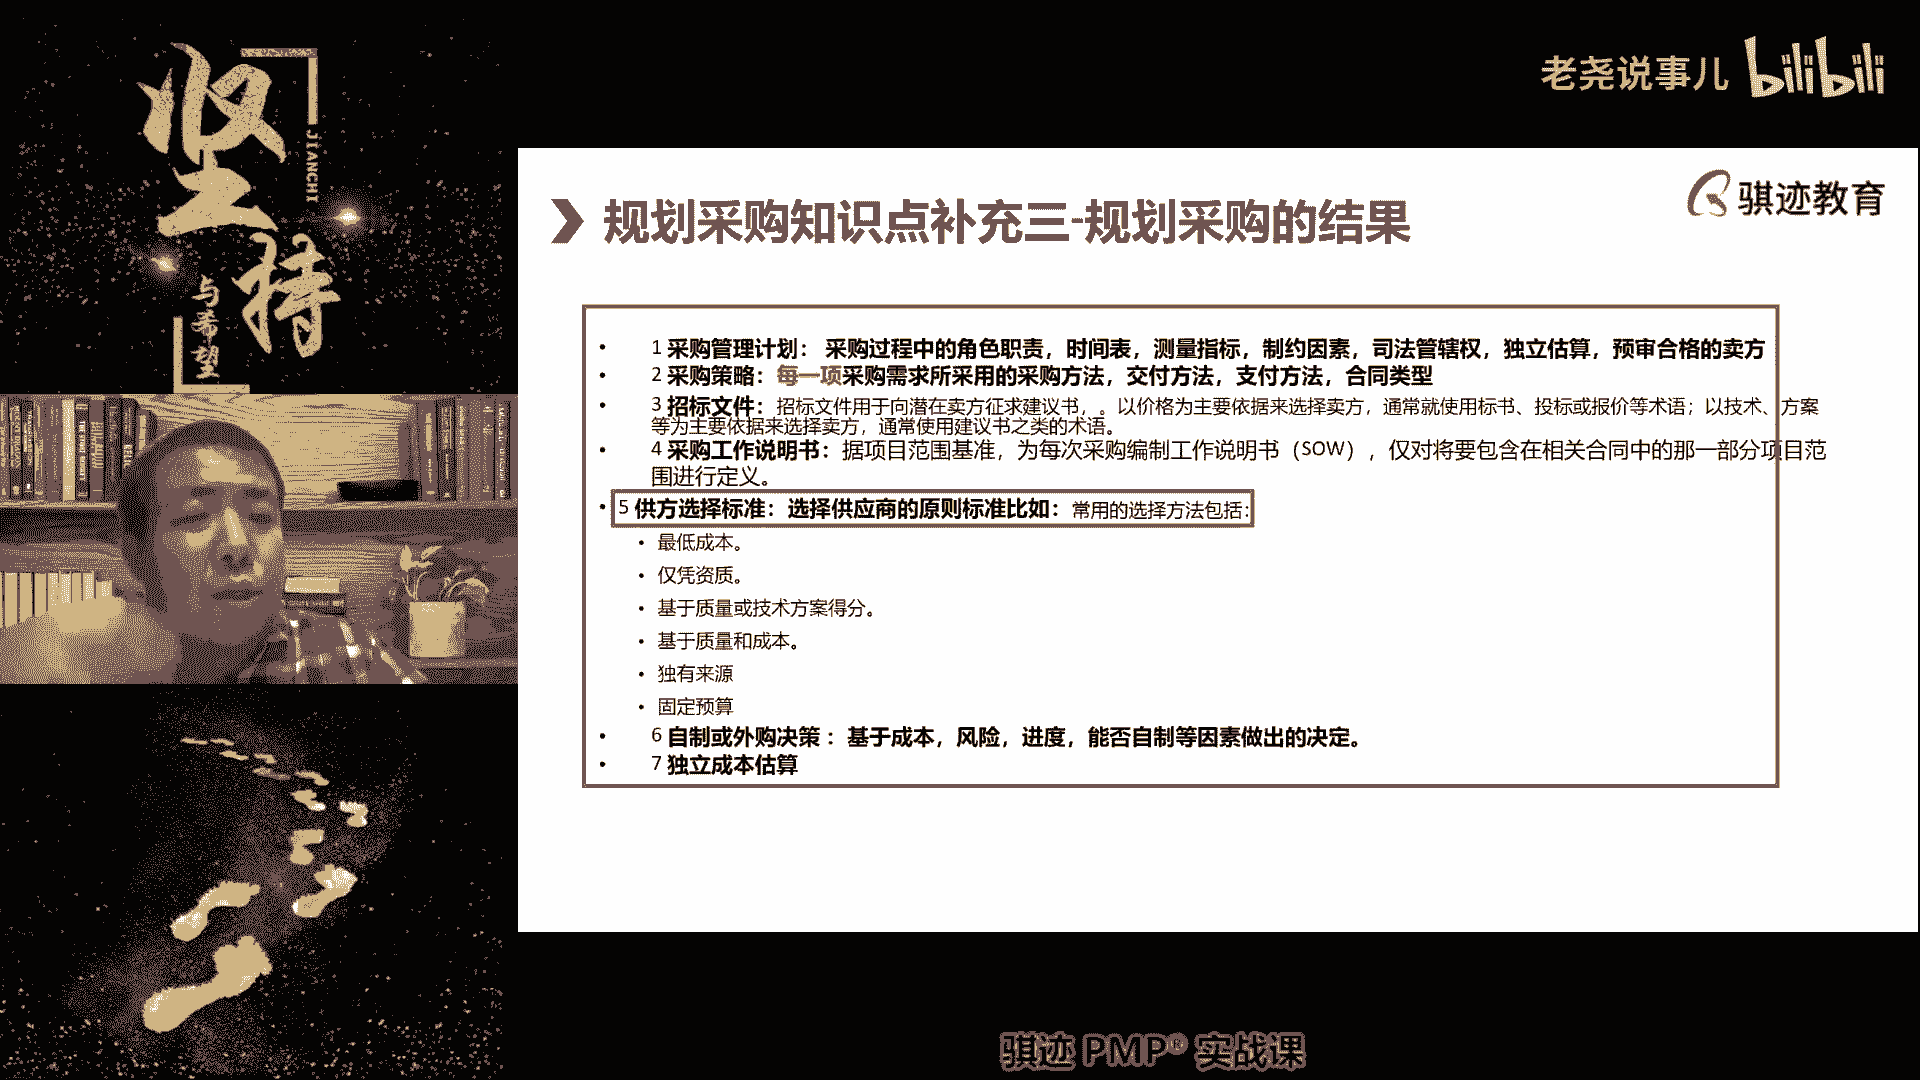 坚持
JIANCHI
与希望
老尧说事儿 bilibili
骐迹教育
规划采购知识点补充三-规划采购的结果
• 1 采购管理计划： 采购过程中的角色职责，时间表，测量指标，制约因素，司法管辖权，独立估算，预审合格的卖方
• 2 采购策略：每一项采购需求所采用的采购方法，交付方法，支付方法，合同类型
• 3 招标文件：招标文件用于向潜在卖方征求建议书，。以价格为主要依据来选择卖方，通常就使用标书、投标或报价等术语；以技术、方案
等为主要依据来选择卖方，通常使用建议书之类的术语。
• 4 采购工作说明书：据项目范围基准，为每次采购编制工作说明书（SOW），仅对将要包含在相关合同中的那一部分项目范
围进行定义。
• 5 供方选择标准：选择供应商的原则标准比如：常用的选择方法包括：
• 最低成本。
• 仅凭资质。
• 基于质量或技术方案得分。
• 基于质量和成本。
• 独有来源
• 固定预算
• 6 自制或外购决策 ：基于成本，风险，进度，能否自制等因素做出的决定。
• 7 独立成本估算
骐迹 PMP® 实战课